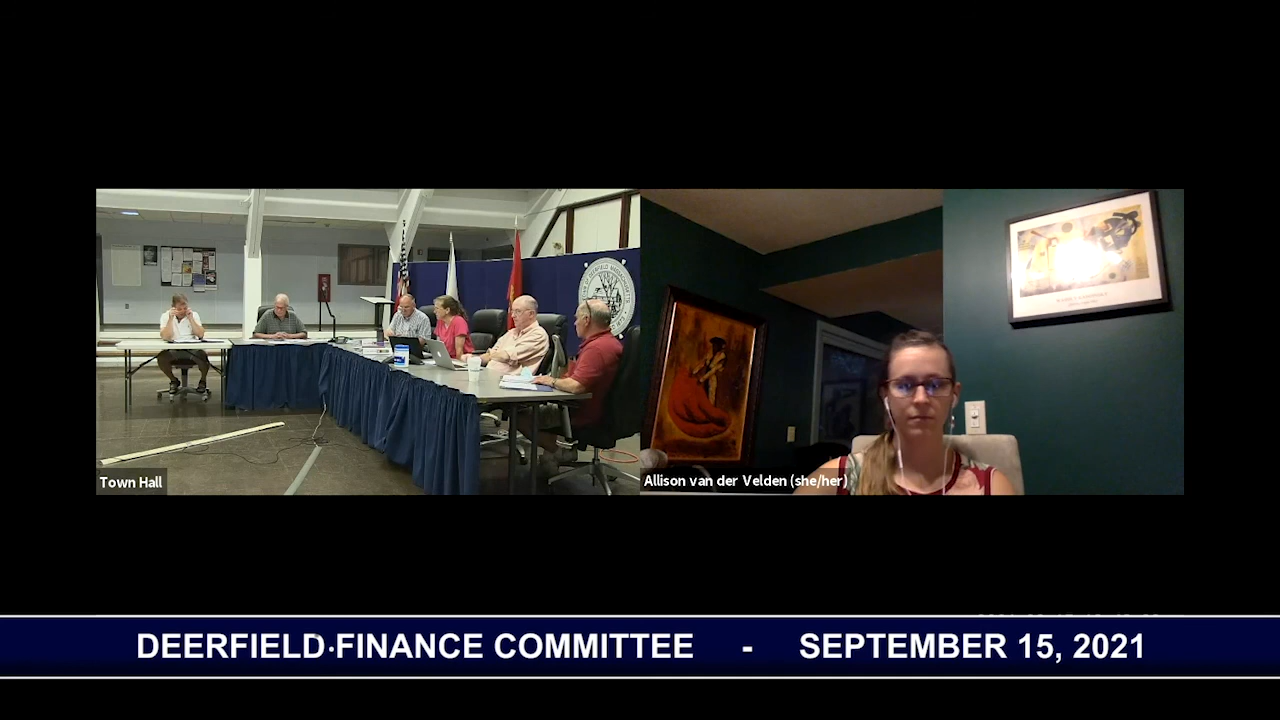 Town Hall
Allison van der Velden (she/her)
DEERFIELD·FINANCE COMMITTEE - SEPTEMBER 15, 2021